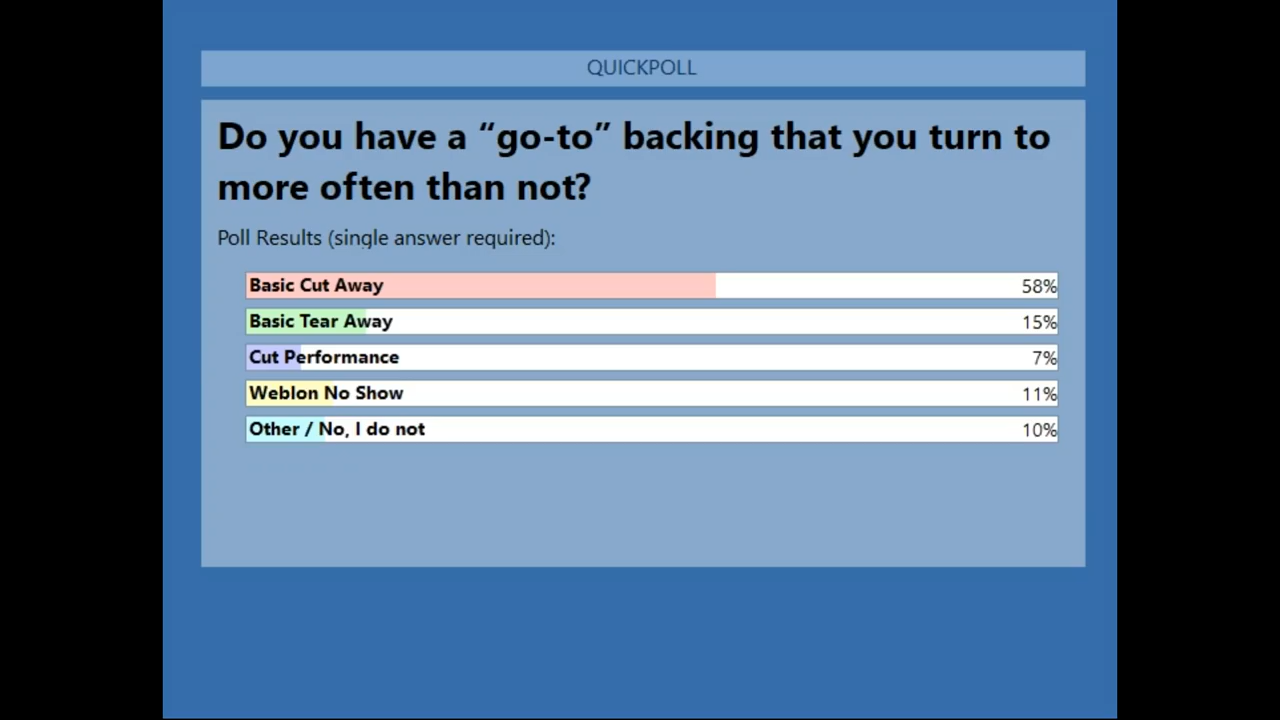 QUICKPOLL
Do you have a “go-to” backing that you turn to
more often than not?
Poll Results (single answer required):
Basic Cut Away 58%
Basic Tear Away 15%
Cut Performance 7%
Weblon No Show 11%
Other / No, I do not 10%